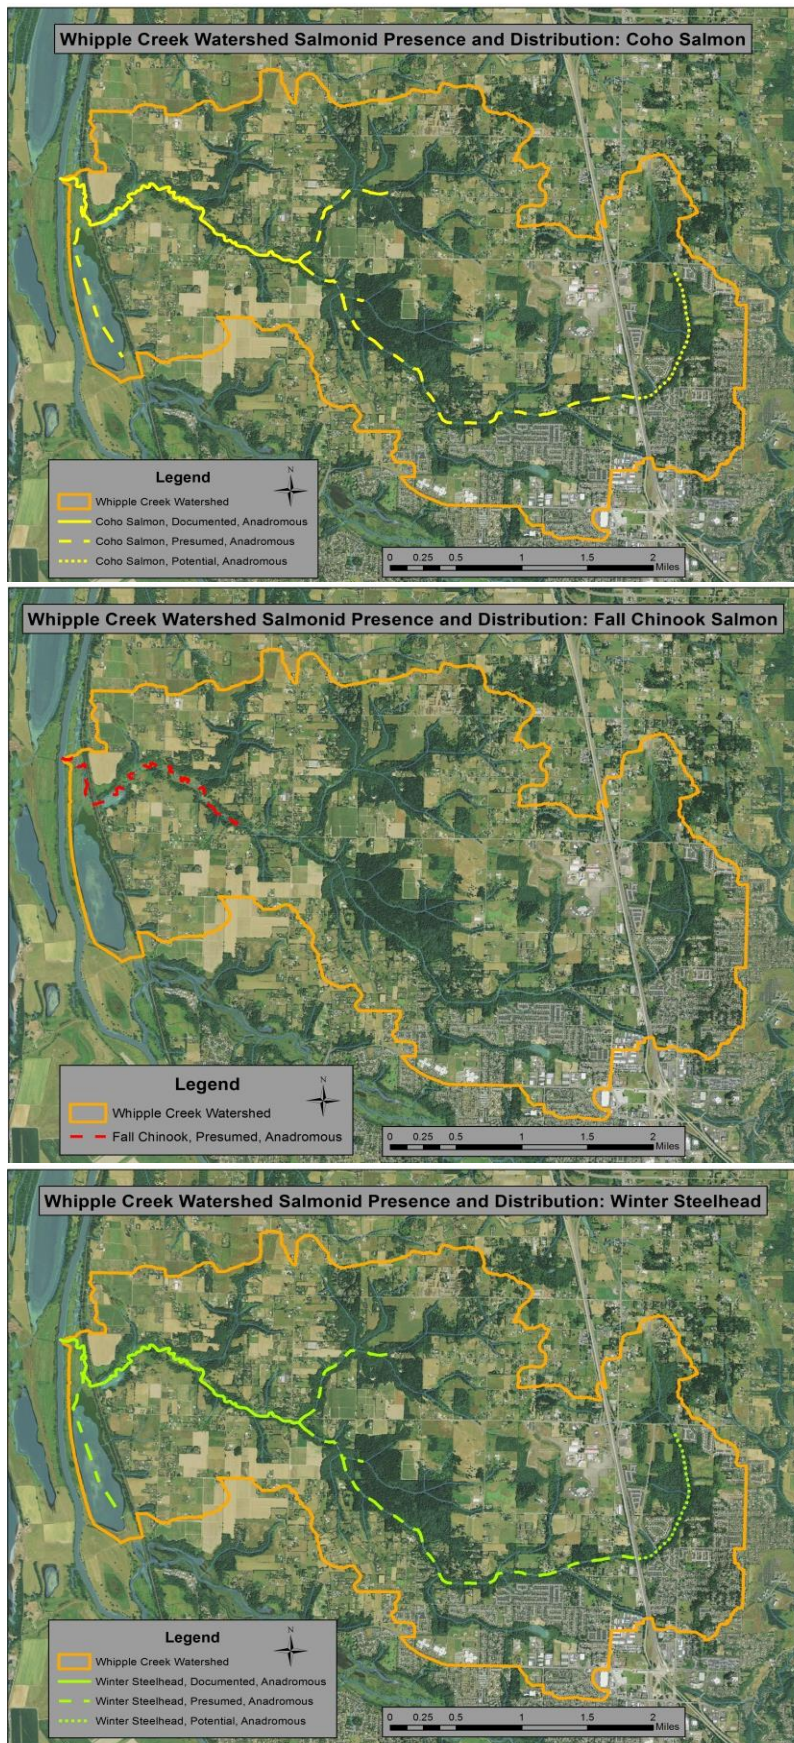 Whipple Creek Watershed Salmonid Presence and Distribution: Coho Salmon
Legend
N
Whipple Creek Watershed
Coho Salmon, Documented, Anadromous
Coho Salmon, Presumed, Anadromous
Coho Salmon, Potential, Anadromous
0 0.25 0.5 1 1.5 2
Miles
Whipple Creek Watershed Salmonid Presence and Distribution: Fall Chinook Salmon
Legend
N
Whipple Creek Watershed
Fall Chinook, Presumed, Anadromous
0 0.25 0.5 1 1.5 2
Miles
Whipple Creek Watershed Salmonid Presence and Distribution: Winter Steelhead
Legend
N
Whipple Creek Watershed
Winter Steelhead, Documented, Anadromous
Winter Steelhead, Presumed, Anadromous
Winter Steelhead, Potential, Anadromous
0 0.25 0.5 1 1.5 2
Miles